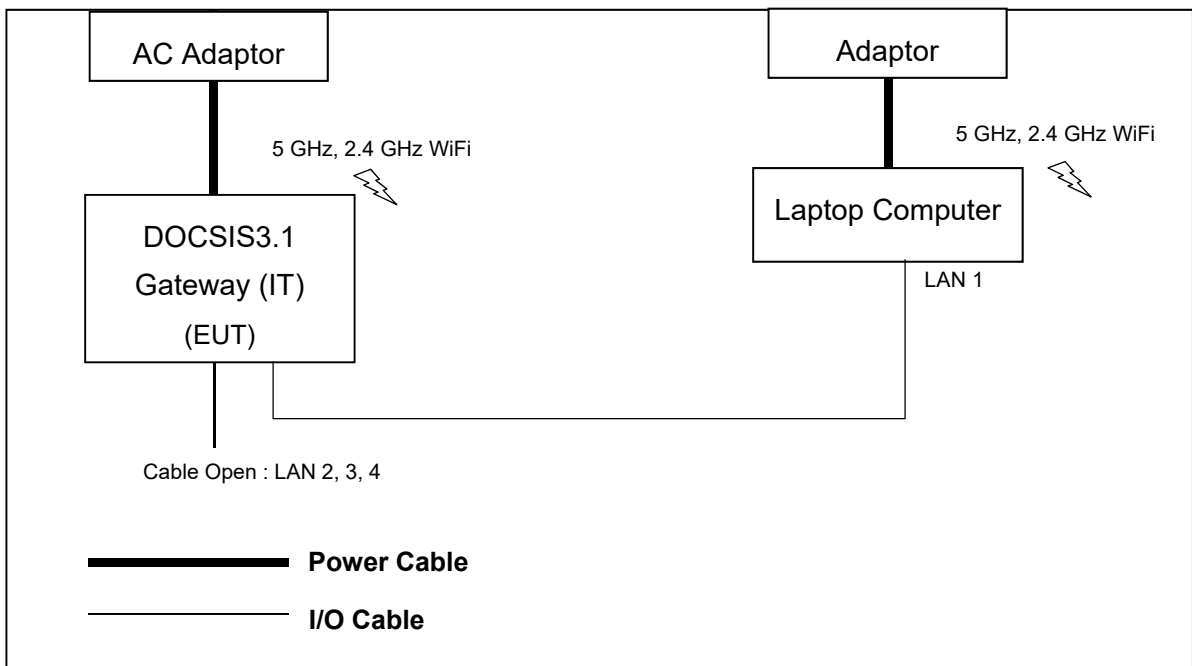 AC Adaptor
Adaptor
5 GHz, 2.4 GHz WiFi
5 GHz, 2.4 GHz WiFi
DOCSIS3.1
Gateway (IT)
(EUT)
Laptop Computer
LAN 1
Cable Open : LAN 2, 3, 4
Power Cable
I/O Cable